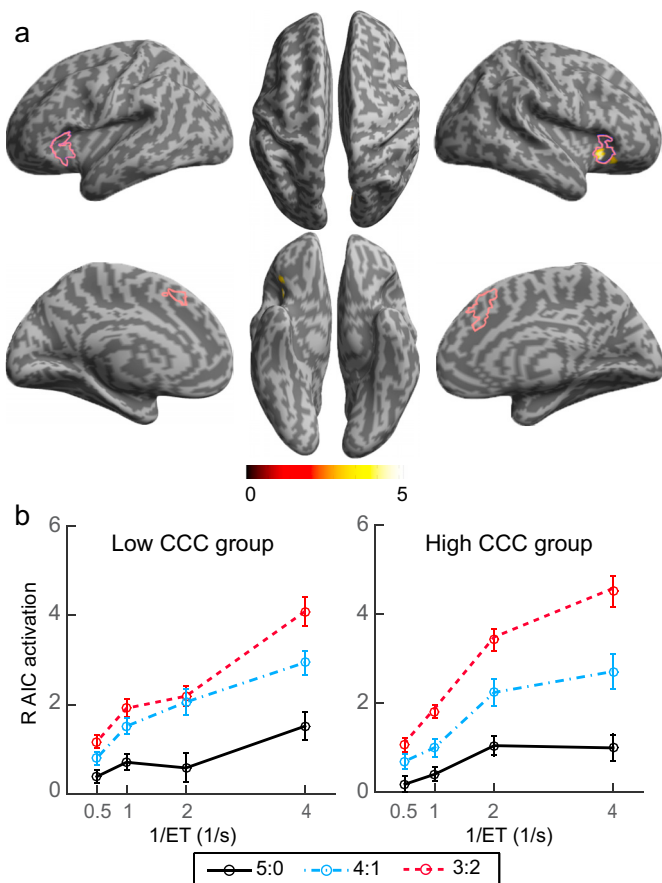 a
0 5
b
Low CCC group High CCC group
R AIC activation
6 6
4 4
2 2
0 0
0.5 1 2 4 0.5 1 2 4
1/ET (1/s) 1/ET (1/s)
5:0 4:1 3:2